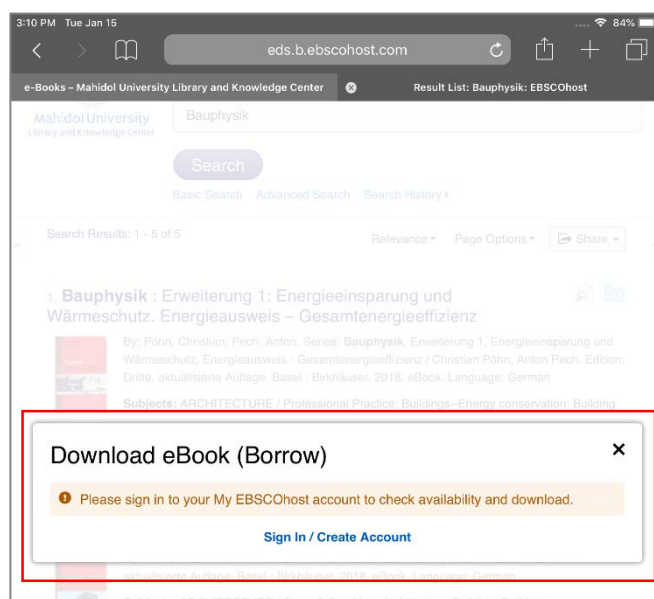 3:10 PM Tue Jan 15
84%
eds.b.ebscohost.com
e-Books – Mahidol University Library and Knowledge Center
Result List: Bauphysik: EBSCOhost
Mahidol University
Library and Knowledge Center
Bauphysik
Search
Basic Search Advanced Search Search History
Search Results: 1 - 5 of 5
Relevance Page Options Share
1. Bauphysik : Erweiterung 1: Energieeinsparung und
Wärmeschutz. Energieausweis – Gesamtenergieeffizienz
By: Pöhn, Christian; Pech, Anton. Series: Bauphysik, Erweiterung 1, Energieeinsparung und
Wärmeschutz, Energieausweis - Gesamtenergieeffizienz / Christian Pöhn, Anton Pech. Edition:
Dritte, aktualisierte Auflage. Basel : Birkhäuser. 2018. eBook. Language: German
Subjects: ARCHITECTURE / Professional Practice; Buildings--Energy conservation; Building
Download eBook (Borrow)
Please sign in to your My EBSCOhost account to check availability and download.
Sign In / Create Account
aktualisierte Auflage. Basel : Birkhäuser. 2018. eBook. Language: German